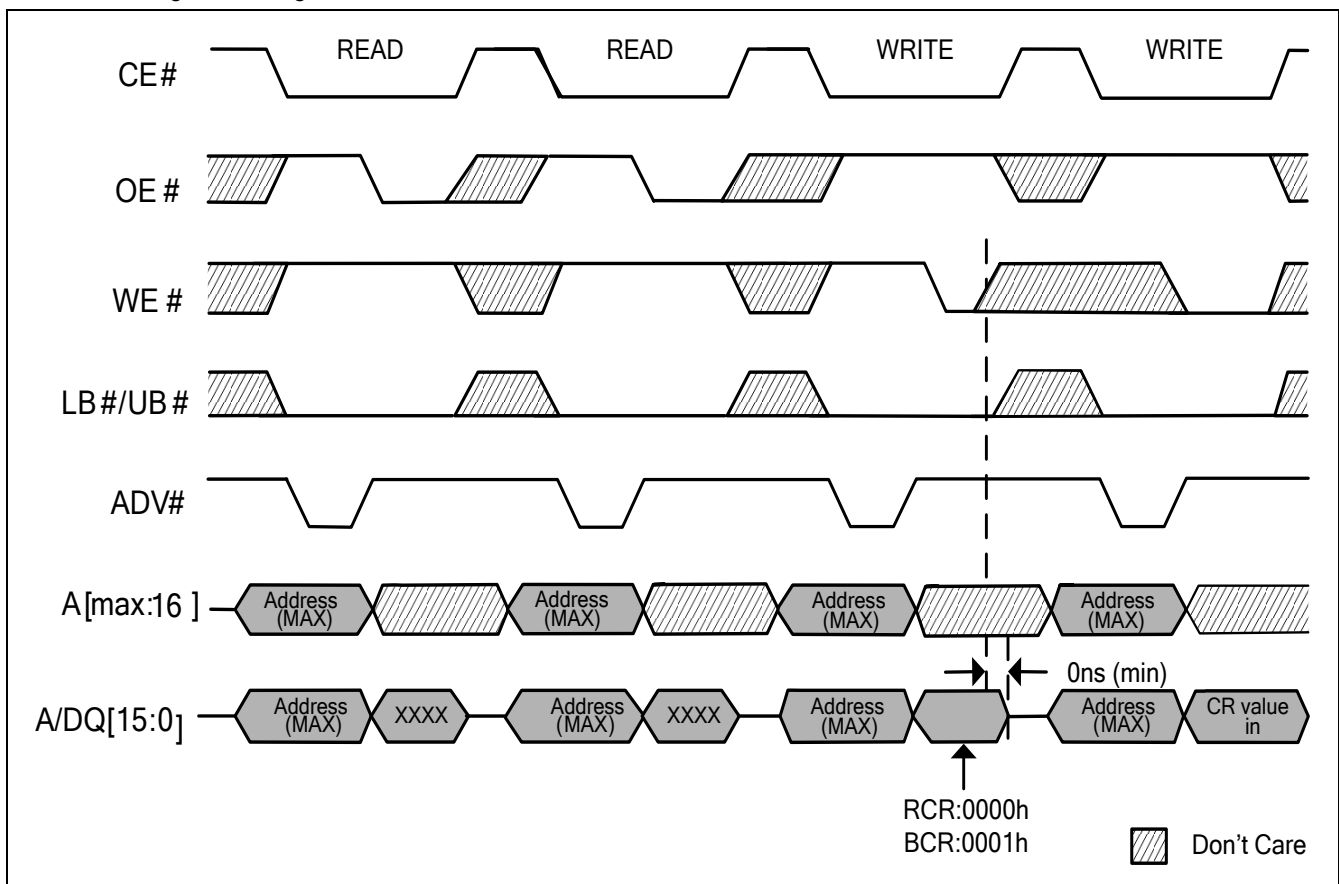 READ READ WRITE WRITE
CE#
OE #
WE #
LB #/UB #
ADV#
A[max:16 ] Address (MAX) Address (MAX) Address (MAX) Address (MAX)
0ns (min)
A/DQ[15:0] Address (MAX) XXXX Address (MAX) XXXX Address (MAX) Address (MAX) CR value in
RCR:0000h
BCR:0001h
Don't Care